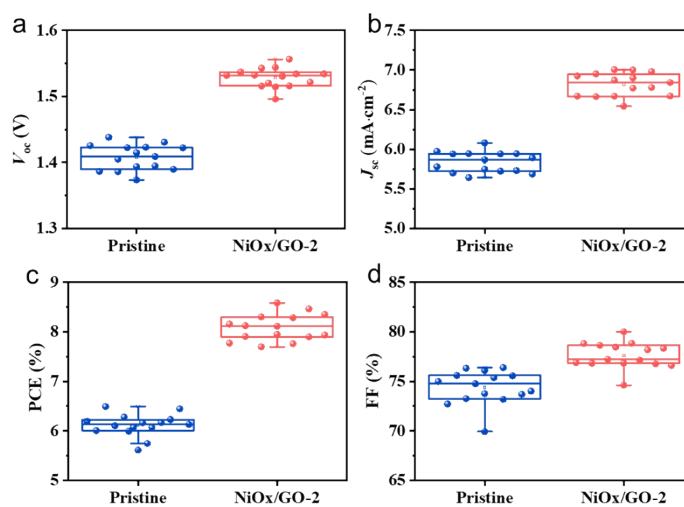 a
1.6
1.5
1.4
1.3
Voc (V)
Pristine
NiOx/GO-2
b
7.5
7.0
6.5
6.0
5.5
5.0
Jsc (mA·cm⁻²)
Pristine
NiOx/GO-2
c
9
8
7
6
5
PCE (%)
Pristine
NiOx/GO-2
d
85
80
75
70
65
FF (%)
Pristine
NiOx/GO-2